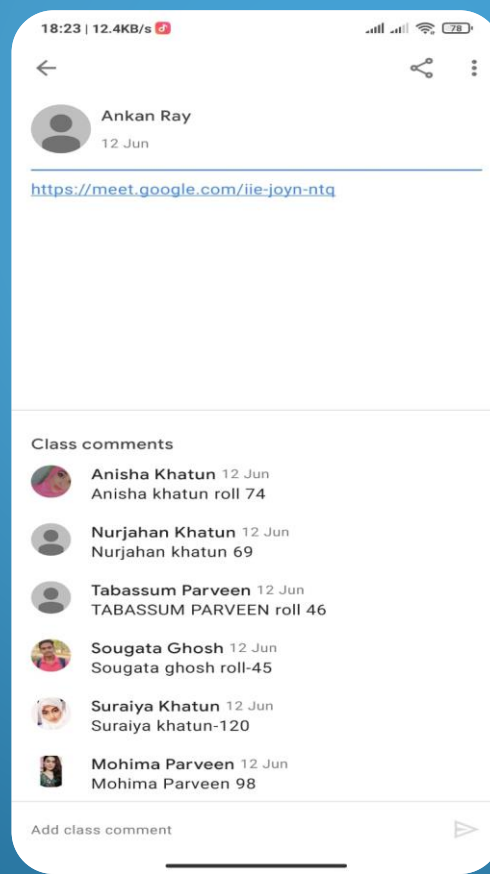 18:23 | 12.4KB/s
78
Ankan Ray
12 Jun
https://meet.google.com/iie-joyn-ntq
Class comments
Anisha Khatun 12 Jun
Anisha khatun roll 74
Nurjahan Khatun 12 Jun
Nurjahan khatun 69
Tabassum Parveen 12 Jun
TABASSUM PARVEEN roll 46
Sougata Ghosh 12 Jun
Sougata ghosh roll-45
Suraiya Khatun 12 Jun
Suraiya khatun-120
Mohima Parveen 12 Jun
Mohima Parveen 98
Add class comment